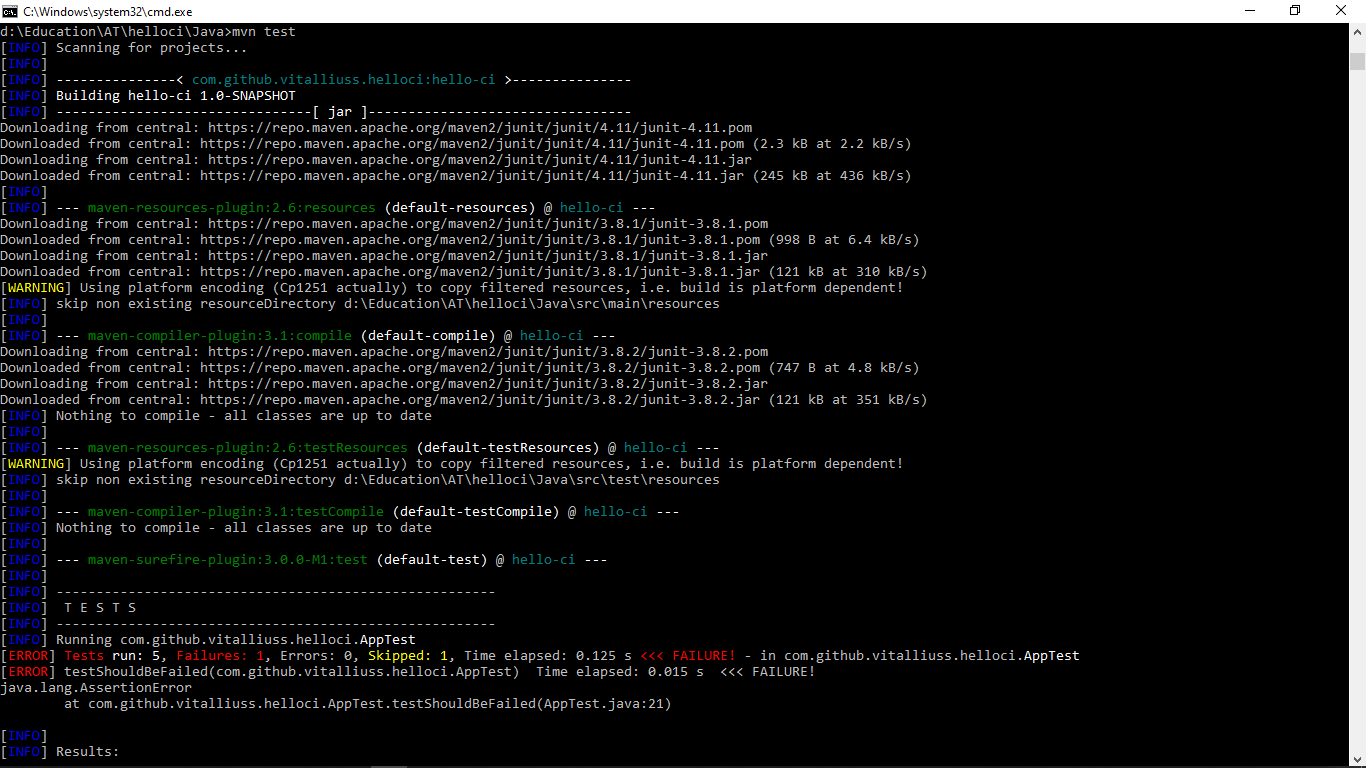 C:\Windows\system32\cmd.exe
d:\Education\AT\helloci\Java>mvn test
[INFO] Scanning for projects...
[INFO]
[INFO] ---------------< com.github.vitalliuss.helloci:hello-ci >---------------
[INFO] Building hello-ci 1.0-SNAPSHOT
[INFO] --------------------------------[ jar ]---------------------------------
Downloading from central: https://repo.maven.apache.org/maven2/junit/junit/4.11/junit-4.11.pom
Downloaded from central: https://repo.maven.apache.org/maven2/junit/junit/4.11/junit-4.11.pom (2.3 kB at 2.2 kB/s)
Downloading from central: https://repo.maven.apache.org/maven2/junit/junit/4.11/junit-4.11.jar
Downloaded from central: https://repo.maven.apache.org/maven2/junit/junit/4.11/junit-4.11.jar (245 kB at 436 kB/s)
[INFO]
[INFO] --- maven-resources-plugin:2.6:resources (default-resources) @ hello-ci ---
Downloading from central: https://repo.maven.apache.org/maven2/junit/junit/3.8.1/junit-3.8.1.pom
Downloaded from central: https://repo.maven.apache.org/maven2/junit/junit/3.8.1/junit-3.8.1.pom (998 B at 6.4 kB/s)
Downloading from central: https://repo.maven.apache.org/maven2/junit/junit/3.8.1/junit-3.8.1.jar
Downloaded from central: https://repo.maven.apache.org/maven2/junit/junit/3.8.1/junit-3.8.1.jar (121 kB at 310 kB/s)
[WARNING] Using platform encoding (Cp1251 actually) to copy filtered resources, i.e. build is platform dependent!
[INFO] skip non existing resourceDirectory d:\Education\AT\helloci\Java\src\main\resources
[INFO]
[INFO] --- maven-compiler-plugin:3.1:compile (default-compile) @ hello-ci ---
Downloading from central: https://repo.maven.apache.org/maven2/junit/junit/3.8.2/junit-3.8.2.pom
Downloaded from central: https://repo.maven.apache.org/maven2/junit/junit/3.8.2/junit-3.8.2.pom (747 B at 4.8 kB/s)
Downloading from central: https://repo.maven.apache.org/maven2/junit/junit/3.8.2/junit-3.8.2.jar
Downloaded from central: https://repo.maven.apache.org/maven2/junit/junit/3.8.2/junit-3.8.2.jar (121 kB at 351 kB/s)
[INFO] Nothing to compile - all classes are up to date
[INFO]
[INFO] --- maven-resources-plugin:2.6:testResources (default-testResources) @ hello-ci ---
[WARNING] Using platform encoding (Cp1251 actually) to copy filtered resources, i.e. build is platform dependent!
[INFO] skip non existing resourceDirectory d:\Education\AT\helloci\Java\src\test\resources
[INFO]
[INFO] --- maven-compiler-plugin:3.1:testCompile (default-testCompile) @ hello-ci ---
[INFO] Nothing to compile - all classes are up to date
[INFO]
[INFO] --- maven-surefire-plugin:3.0.0-M1:test (default-test) @ hello-ci ---
[INFO]
[INFO] -------------------------------------------------------
[INFO]  T E S T S
[INFO] -------------------------------------------------------
[INFO] Running com.github.vitalliuss.helloci.AppTest
[ERROR] Tests run: 5, Failures: 1, Errors: 0, Skipped: 1, Time elapsed: 0.125 s <<< FAILURE! - in com.github.vitalliuss.helloci.AppTest
[ERROR] testShouldBeFailed(com.github.vitalliuss.helloci.AppTest)  Time elapsed: 0.015 s  <<< FAILURE!
java.lang.AssertionError
        at com.github.vitalliuss.helloci.AppTest.testShouldBeFailed(AppTest.java:21)
[INFO]
[INFO] Results: